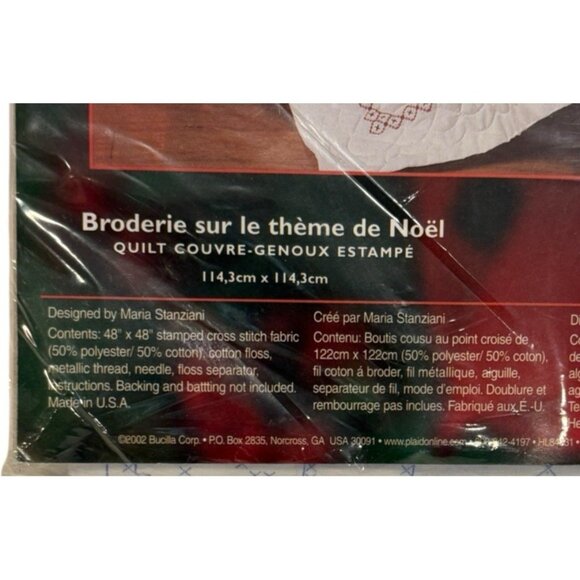 Broderie sur le thème de Noël
QUILT COUVRE-GENOUX ESTAMPÉ
114,3cm x 114,3cm
Designed by Maria Stanziani
Contents: 48" x 48" stamped cross stitch fabric
(50% polyester/ 50% cotton), cotton floss,
metallic thread, needle, floss separator,
instructions. Backing and battting not included.
Made in U.S.A.
Créé par Maria Stanziani
Contenu: Boutis cousu au point croisé de
122cm x 122cm (50% polyester/ 50% coton),
fil coton á broder, fil métallique, aiguille,
separateur de fil, mode d'emploi. Doublure et
rembourrage pas inclues. Fabriqué aux É.-U.
©2002 Bucilla Corp. • P.O. Box 2835, Norcross, GA USA 30091 • www.plaidonline.com •